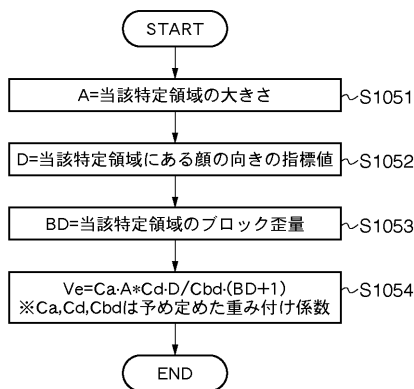 START
A=当該特定領域の大きさ
S1051
D=当該特定領域にある顔の向きの指標値
S1052
BD=当該特定領域のブロック歪量
S1053
Ve=Ca·A*Cd·D/Cbd·(BD+1)
※Ca,Cd,Cbdは予め定めた重み付け係数
S1054
END